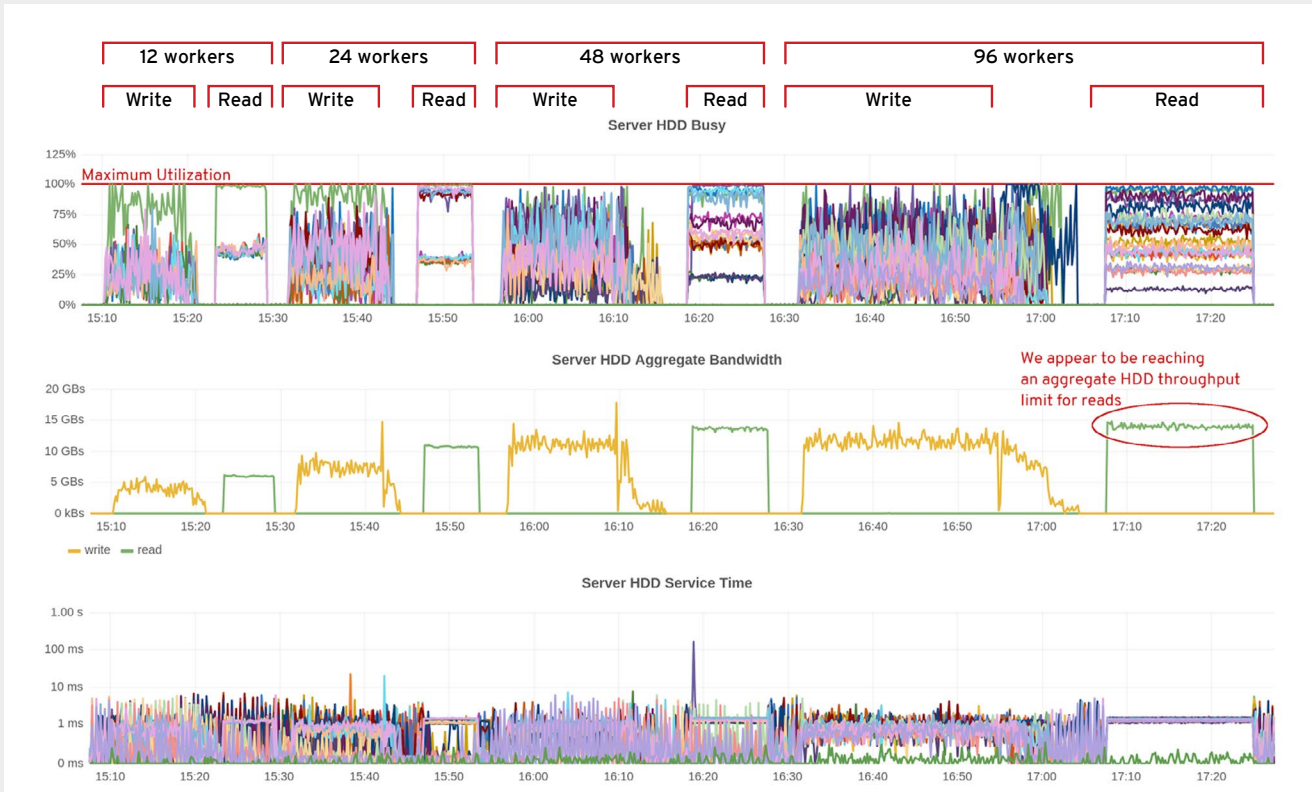 12 workers
24 workers
48 workers
96 workers
Write
Read
Write
Read
Write
Read
Write
Read
Server HDD Busy
125%
Maximum Utilization
100%
75%
50%
25%
0%
15:10
15:20
15:30
15:40
15:50
16:00
16:10
16:20
16:30
16:40
16:50
17:00
17:10
17:20
Server HDD Aggregate Bandwidth
We appear to be reaching
an aggregate HDD throughput
limit for reads
20 GBs
15 GBs
10 GBs
5 GBs
0 kBs
15:10
15:20
15:30
15:40
15:50
16:00
16:10
16:20
16:30
16:40
16:50
17:00
17:10
17:20
write
read
Server HDD Service Time
1.00 s
100 ms
10 ms
1 ms
0 ms
15:10
15:20
15:30
15:40
15:50
16:00
16:10
16:20
16:30
16:40
16:50
17:00
17:10
17:20